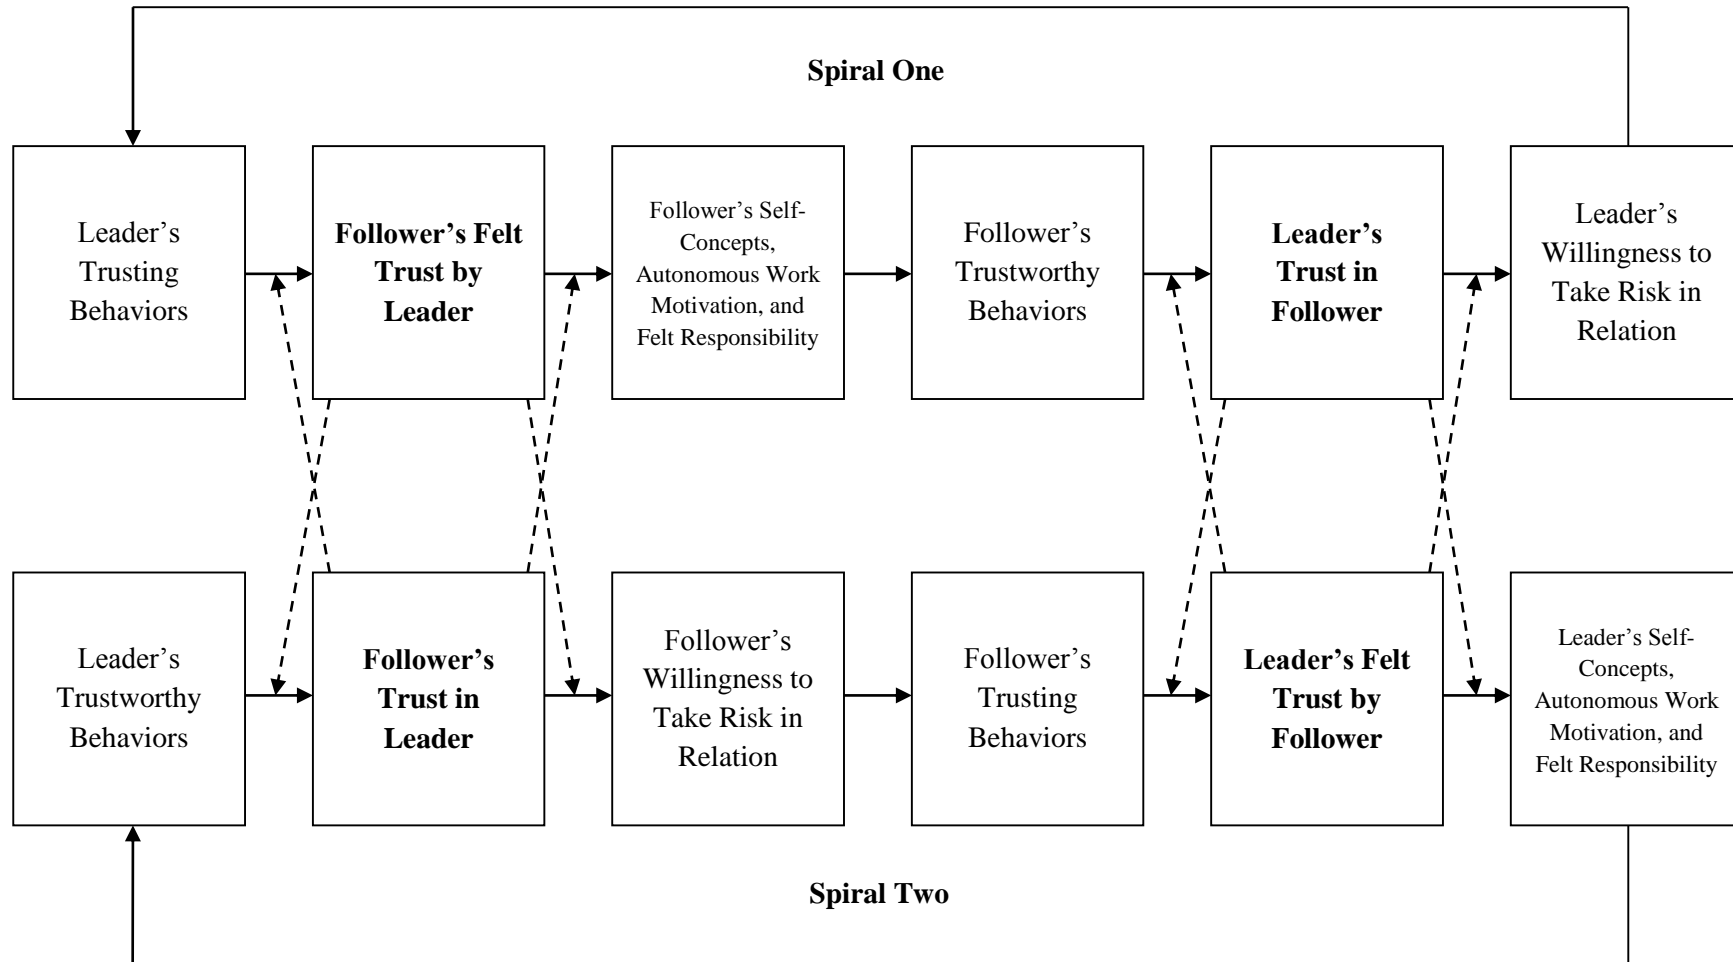 Spiral One
Leader’s
Trusting
Behaviors
Follower’s Felt
Trust by
Leader
Follower’s Self-
Concepts,
Autonomous Work
Motivation, and
Felt Responsibility
Follower’s
Trustworthy
Behaviors
Leader’s
Trust in
Follower
Leader’s
Willingness to
Take Risk in
Relation
Leader’s
Trustworthy
Behaviors
Follower’s
Trust in
Leader
Follower’s
Willingness to
Take Risk in
Relation
Follower’s
Trusting
Behaviors
Leader’s Felt
Trust by
Follower
Leader’s Self-
Concepts,
Autonomous Work
Motivation, and
Felt Responsibility
Spiral Two